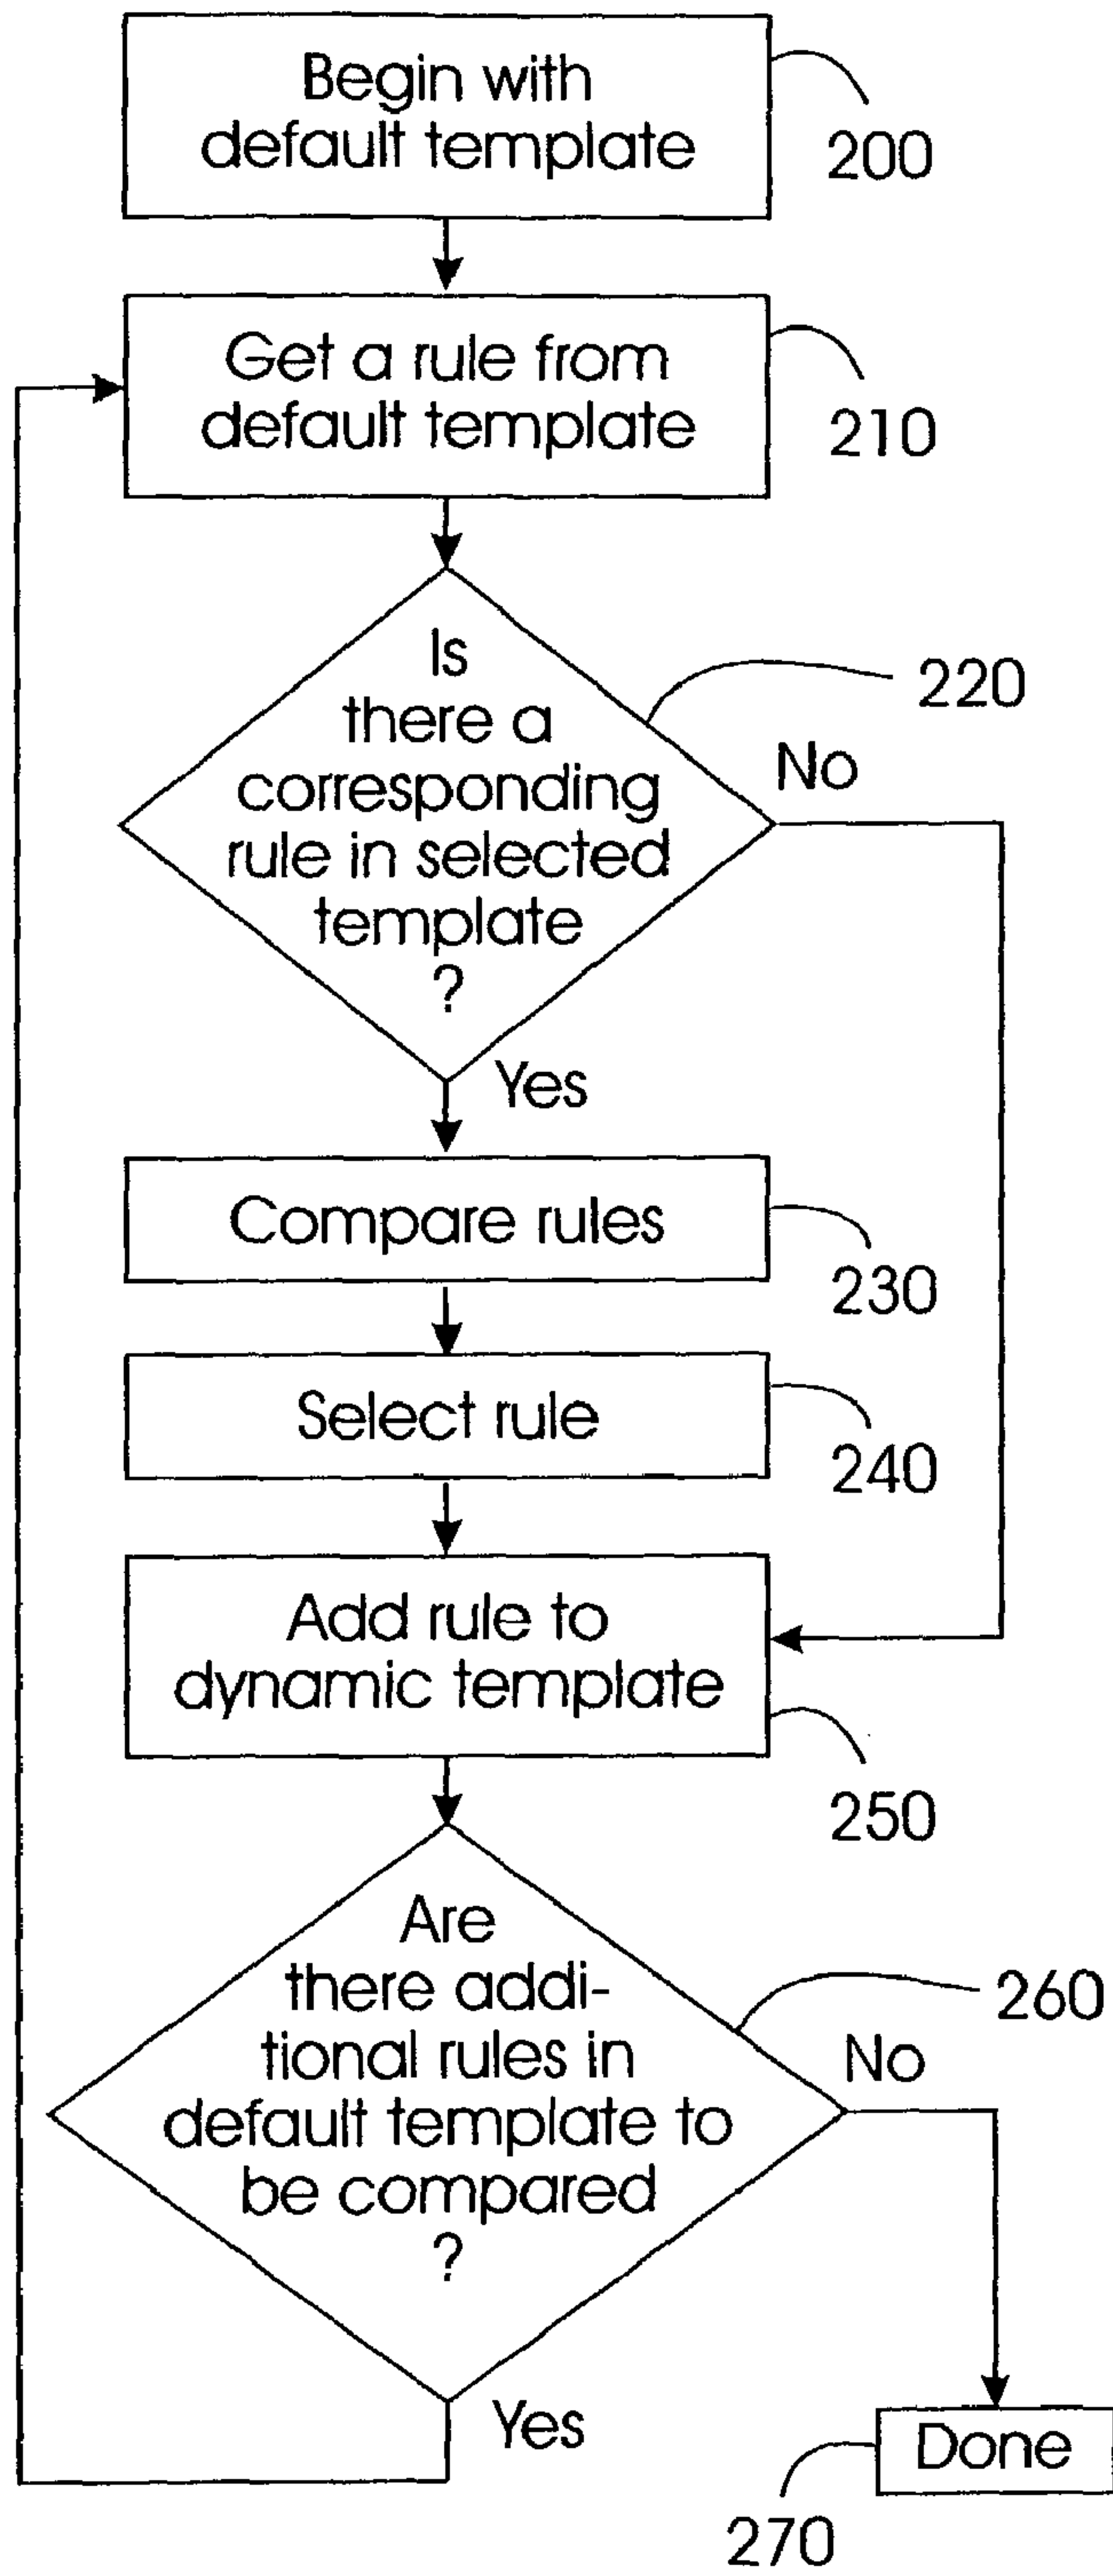 Begin with
default template
200
Get a rule from
default template
210
Is
there a
corresponding
rule in selected
template
?
220
No
Yes
Compare rules
230
Select rule
240
Add rule to
dynamic template
250
Are
there addi-
tional rules in
default template to
be compared
?
260
No
Yes
Done
270